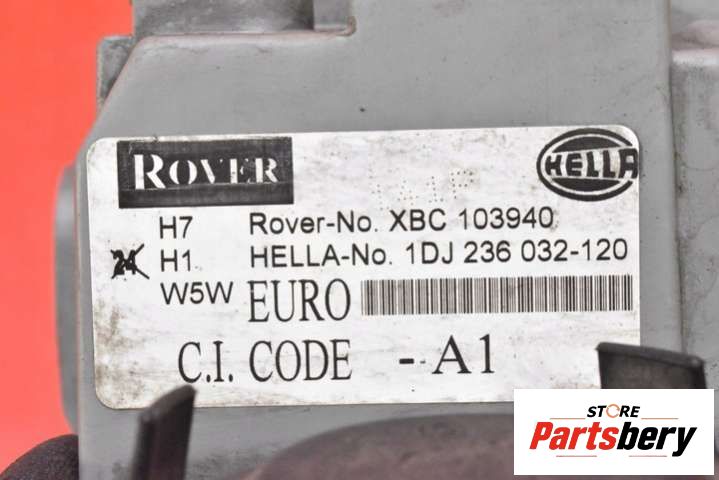 ROVER
HELLA
H7 Rover-No. XBC 103940
H1 HELLA-No. 1DJ 236 032-120
W5W EURO
C.I. CODE - A1
STORE
Partsbery